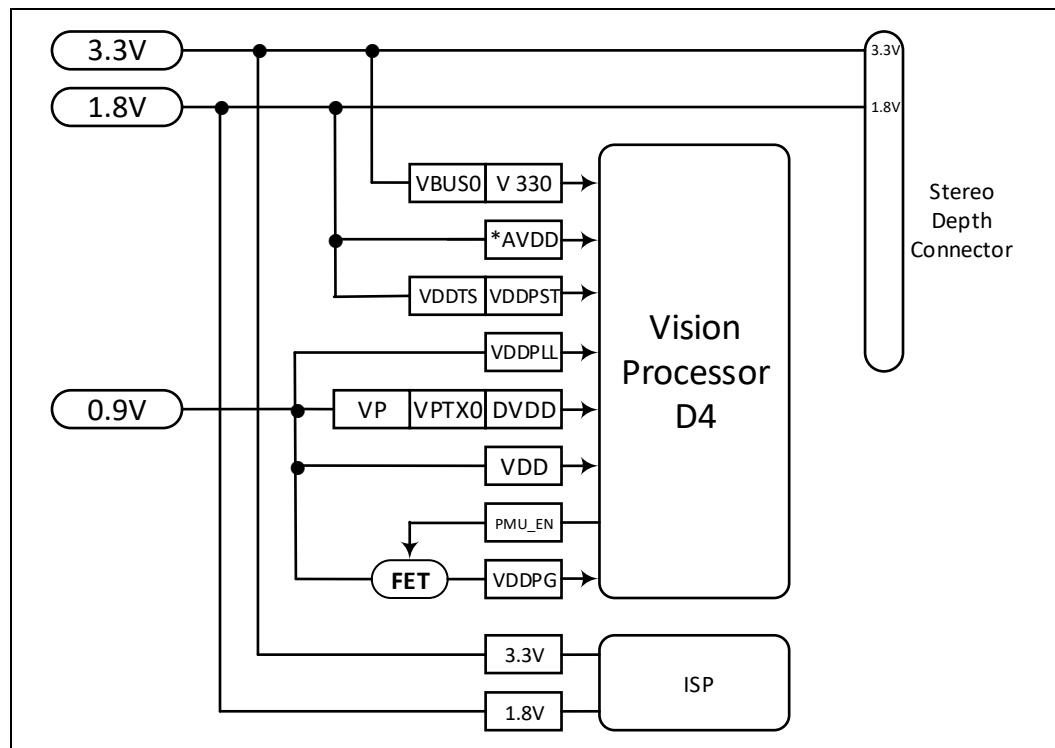 3.3V
3.3V
1.8V
1.8V
VBUS0 V 330
*AVDD
VDDTS VDDPST
Stereo
Depth
Connector
Vision
Processor
D4
VDDPLL
0.9V
VP VPTX0 DVDD
VDD
PMU_EN
FET
VDDPG
3.3V
ISP
1.8V